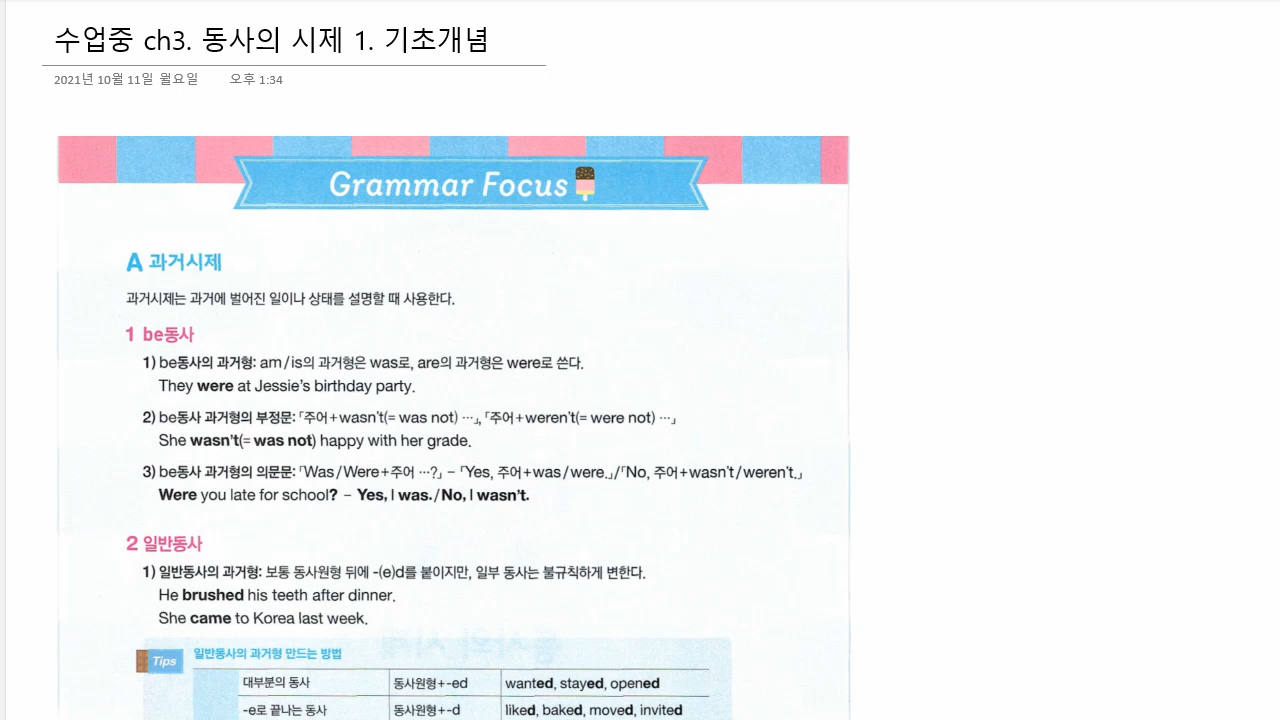 수업중 ch3. 동사의 시제 1. 기초개념
2021년 10월 11일 월요일 오후 1:34
Grammar Focus
A 과거시제
과거시제는 과거에 벌어진 일이나 상태를 설명할 때 사용한다.
1 be동사
1) be동사의 과거형: am/is의 과거형은 was로, are의 과거형은 were로 쓴다.
They were at Jessie's birthday party.
2) be동사 과거형의 부정문: 「주어+wasn't(= was not) …」, 「주어+weren't(= were not) …」
She wasn't(= was not) happy with her grade.
3) be동사 과거형의 의문문: 「Was/Were+주어 …?」 – 「Yes, 주어+was/were.」/「No, 주어+wasn't/weren't.」
Were you late for school? – Yes, I was. / No, I wasn't.
2 일반동사
1) 일반동사의 과거형: 보통 동사원형 뒤에 -(e)d를 붙이지만, 일부 동사는 불규칙하게 변한다.
He brushed his teeth after dinner.
She came to Korea last week.
Tips 일반동사의 과거형 만드는 방법
대부분의 동사 동사원형+-ed wanted, stayed, opened
-e로 끝나는 동사 동사원형+-d liked, baked, moved, invited